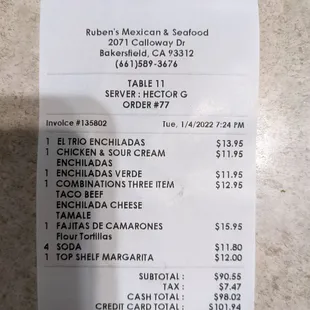 Ruben's Mexican & Seafood
2071 Calloway Dr
Bakersfield, CA 93312
(661)589-3676
TABLE 11
SERVER : HECTOR G
ORDER #77
Invoice #135802 Tue, 1/4/2022 7:24 PM
1 EL TRIO ENCHILADAS $13.95
1 CHICKEN & SOUR CREAM $11.95
ENCHILADAS
1 ENCHILADAS VERDE $11.95
1 COMBINATIONS THREE ITEM $12.95
TACO BEEF
ENCHILADA CHEESE
TAMALE
1 FAJITAS DE CAMARONES $15.95
Flour Tortillas
4 SODA $11.80
1 TOP SHELF MARGARITA $12.00
SUBTOTAL : $90.55
TAX : $7.47
CASH TOTAL : $98.02
CREDIT CARD TOTAL : $101.94